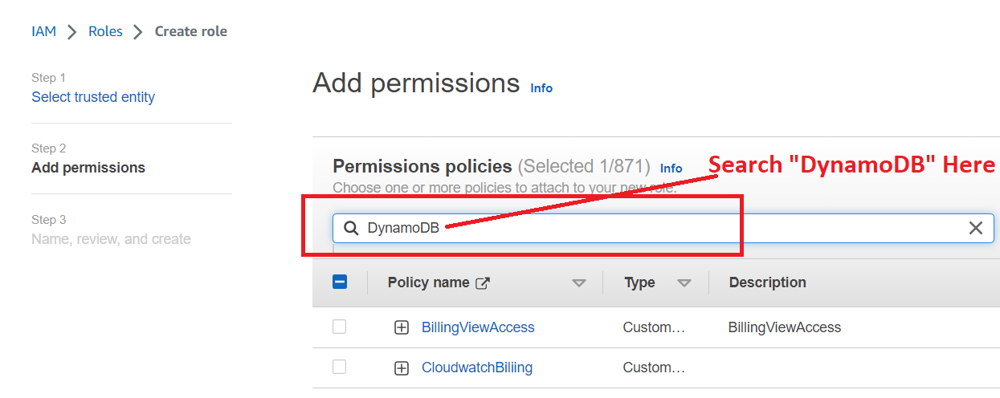 IAM > Roles > Create role
Step 1
Select trusted entity
Step 2
Add permissions
Step 3
Name, review, and create
Add permissions Info
Permissions policies (Selected 1/871) Info
Search "DynamoDB" Here
Choose one or more policies to attach to your new role.
DynamoDB
Policy name Type Description
BillingViewAccess Custom… BillingViewAccess
CloudwatchBiliing Custom…